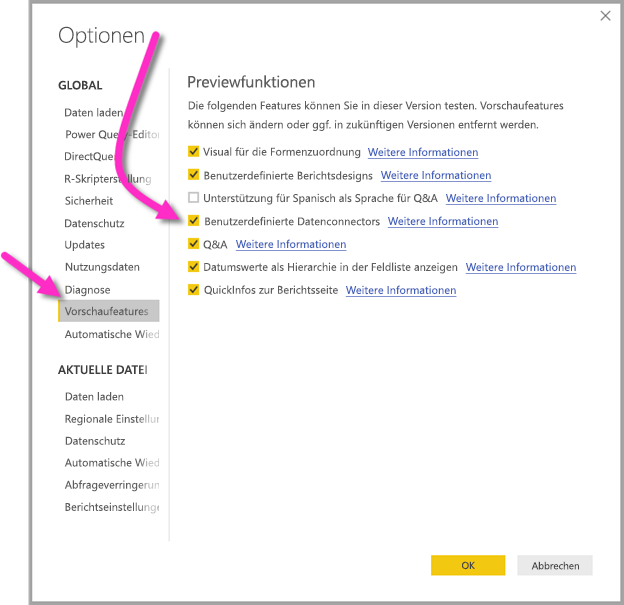 Optionen
GLOBAL
Daten laden
Power Query-Editor
DirectQuery
R-Skripterstellung
Sicherheit
Datenschutz
Updates
Nutzungsdaten
Diagnose
Vorschaufeatures
Automatische Wied
AKTUELLE DATEI
Daten laden
Regionale Einstellun
Datenschutz
Automatische Wied
Abfrageverringerun
Berichtseinstellunge
Previewfunktionen
Die folgenden Features können Sie in dieser Version testen. Vorschaufeatures
können sich ändern oder ggf. in zukünftigen Versionen entfernt werden.
Visual für die Formenzuordnung Weitere Informationen
Benutzerdefinierte Berichtsdesigns Weitere Informationen
Unterstützung für Spanisch als Sprache für Q&A Weitere Informationen
Benutzerdefinierte Datenconnectors Weitere Informationen
Q&A Weitere Informationen
Datumswerte als Hierarchie in der Feldliste anzeigen Weitere Informationen
QuickInfos zur Berichtsseite Weitere Informationen
OK
Abbrechen